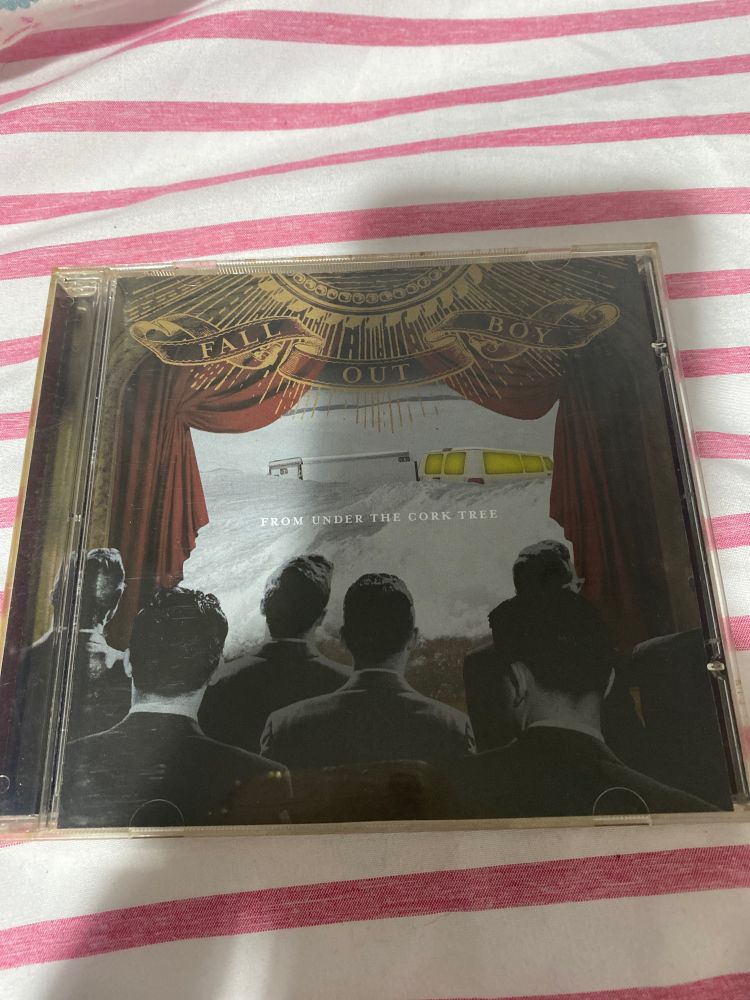 FALL
OUT
BOY
FROM UNDER THE CORK TREE